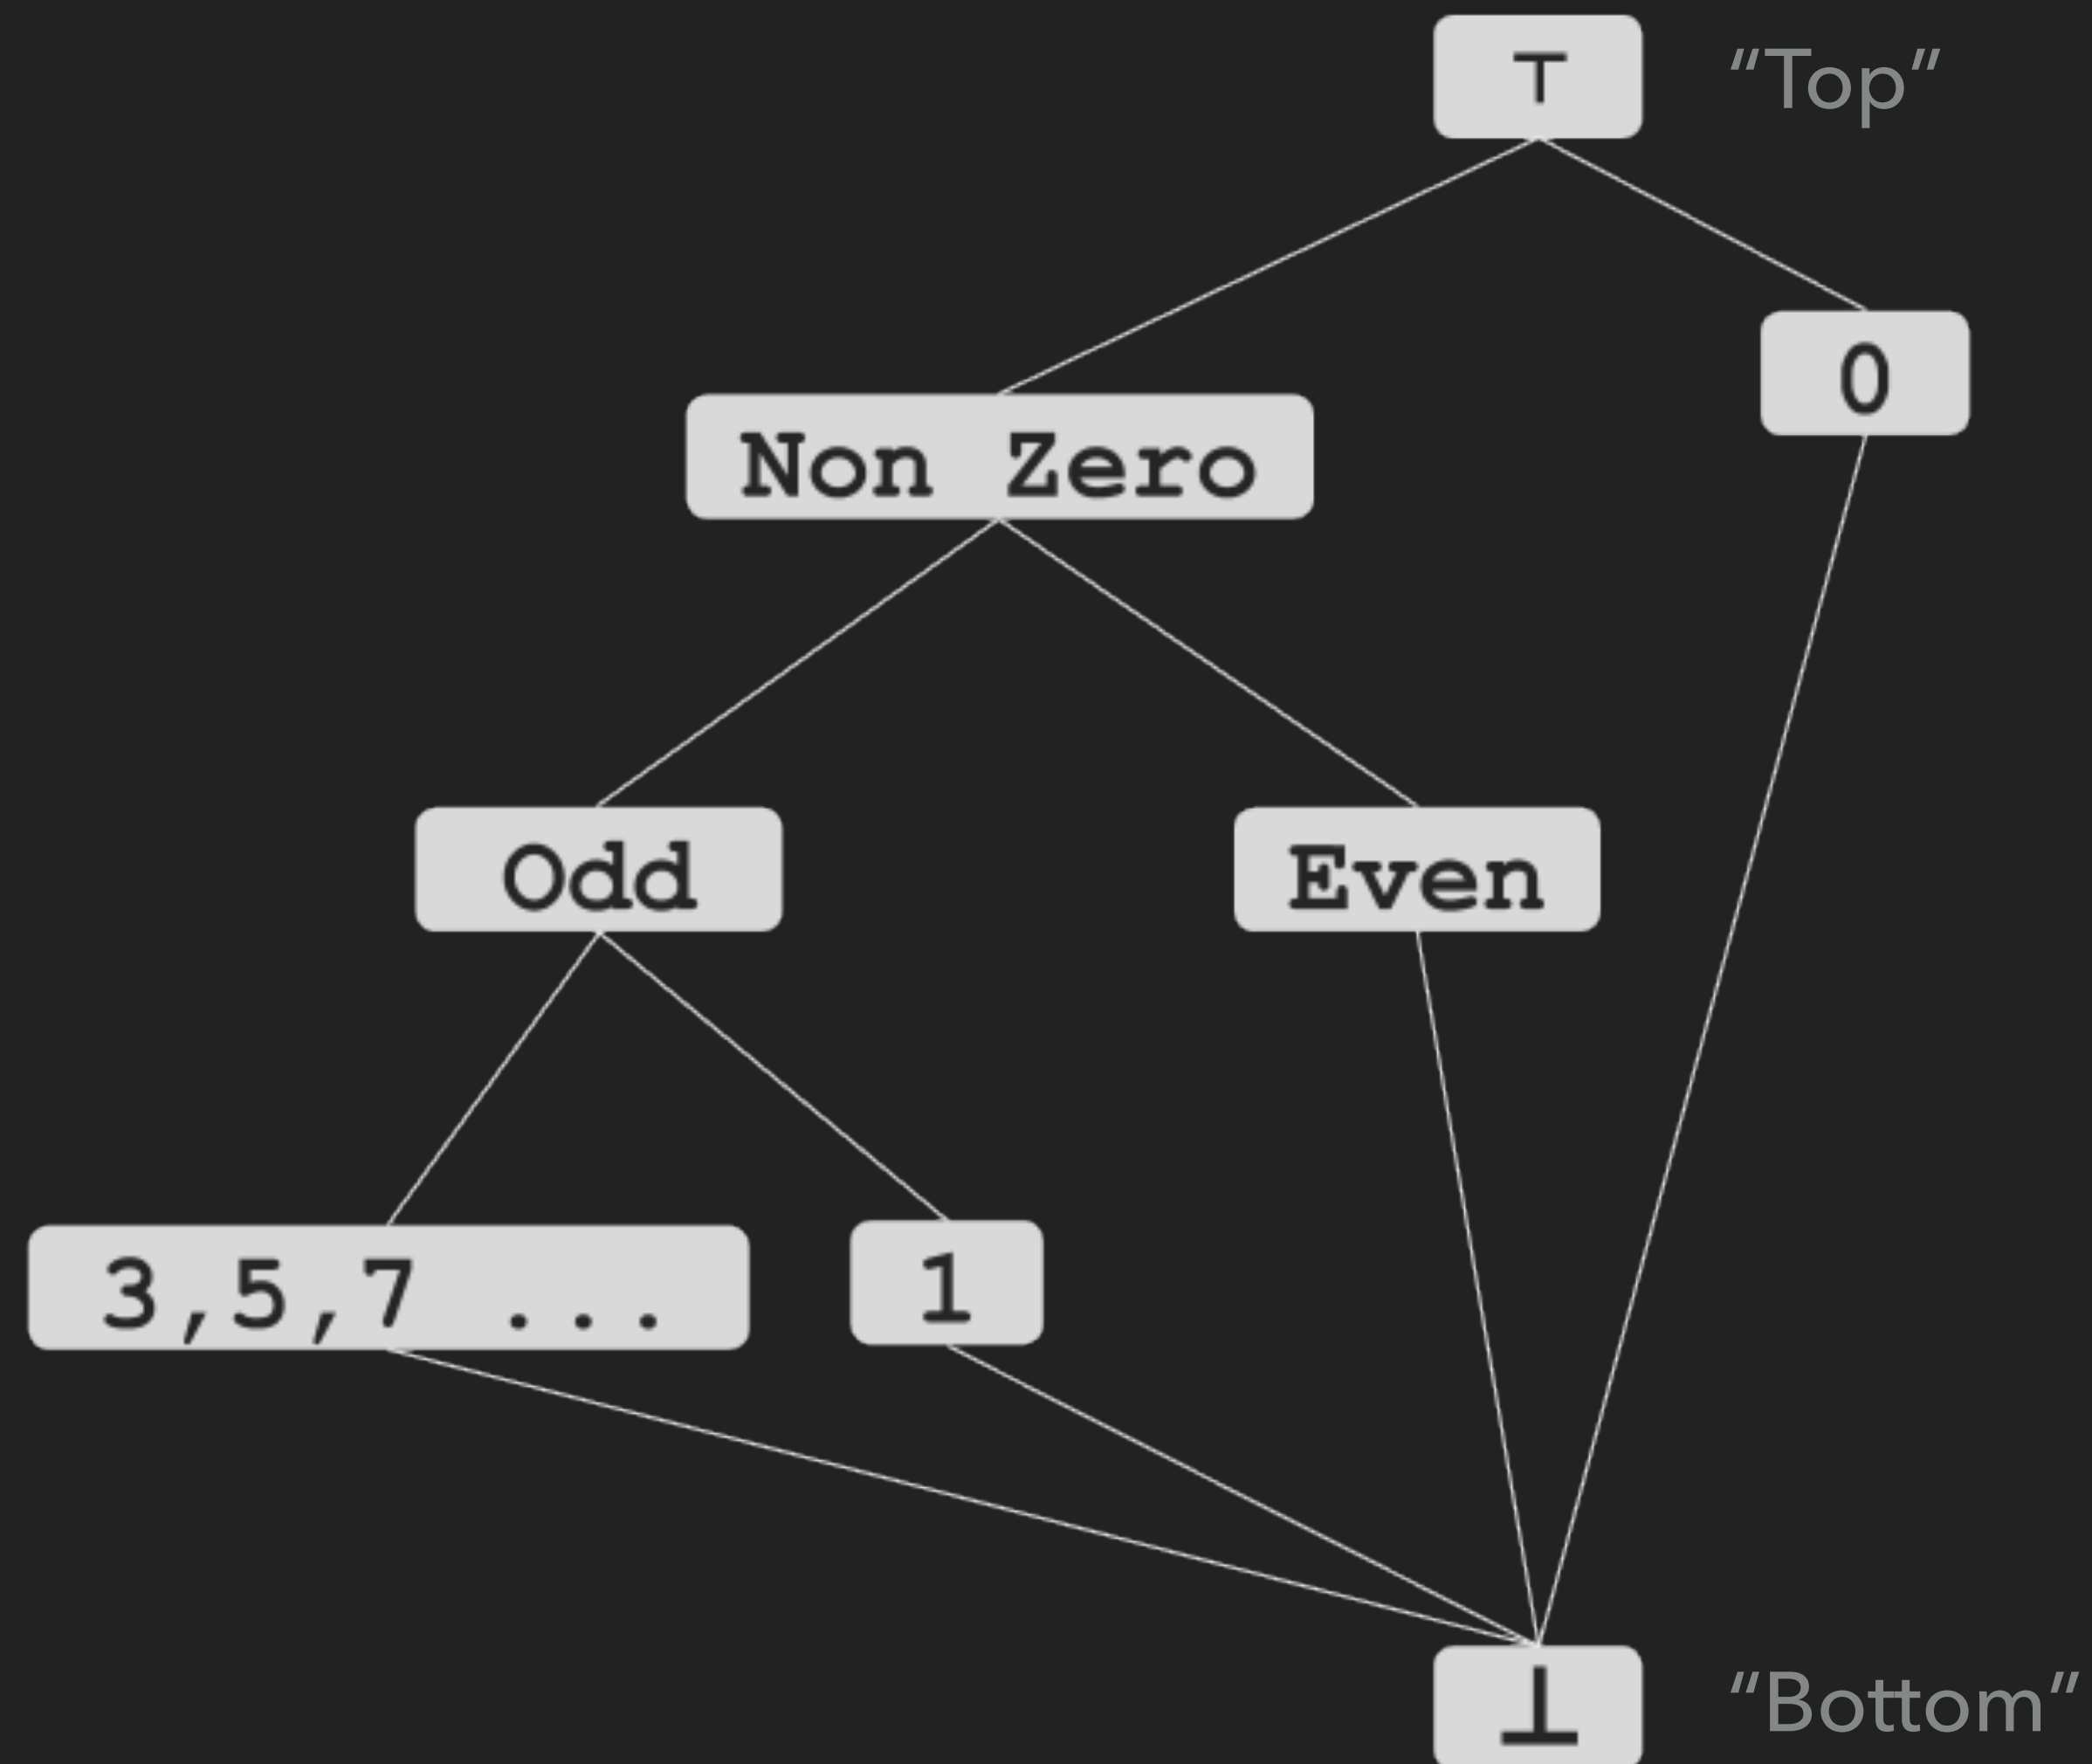 ⊤ “Top“
0
Non Zero
Odd Even
3,5,7 ... 1
⊥ “Bottom“